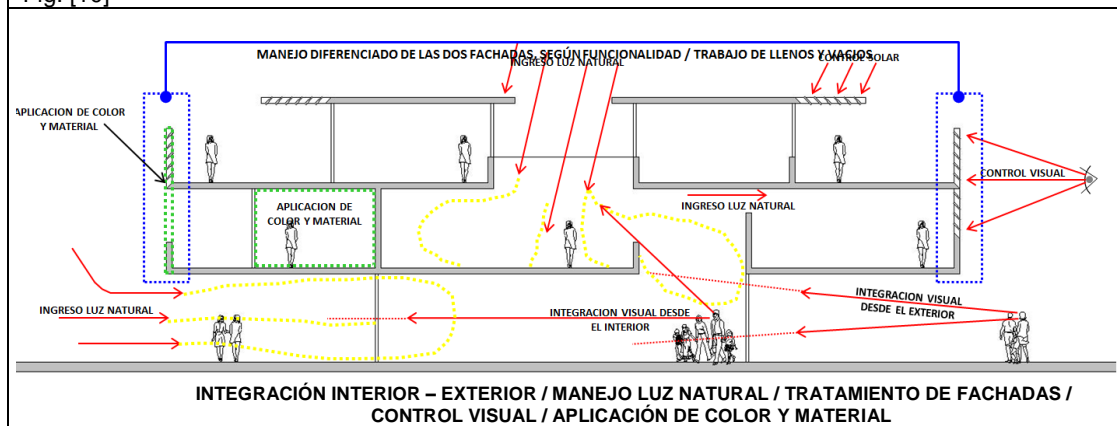 MANEJO DIFERENCIADO DE LAS DOS FACHADAS, SEGÚN FUNCIONALIDAD / TRABAJO DE LLENOS Y VACIOS
INGRESO LUZ NATURAL
CONTROL SOLAR
APLICACION DE COLOR
Y MATERIAL
CONTROL VISUAL
APLICACION DE
COLOR Y MATERIAL
INGRESO LUZ NATURAL
INGRESO LUZ NATURAL
INTEGRACION VISUAL DESDE
EL INTERIOR
INTEGRACION VISUAL
DESDE EL EXTERIOR
INTEGRACIÓN INTERIOR – EXTERIOR / MANEJO LUZ NATURAL / TRATAMIENTO DE FACHADAS /
CONTROL VISUAL / APLICACIÓN DE COLOR Y MATERIAL